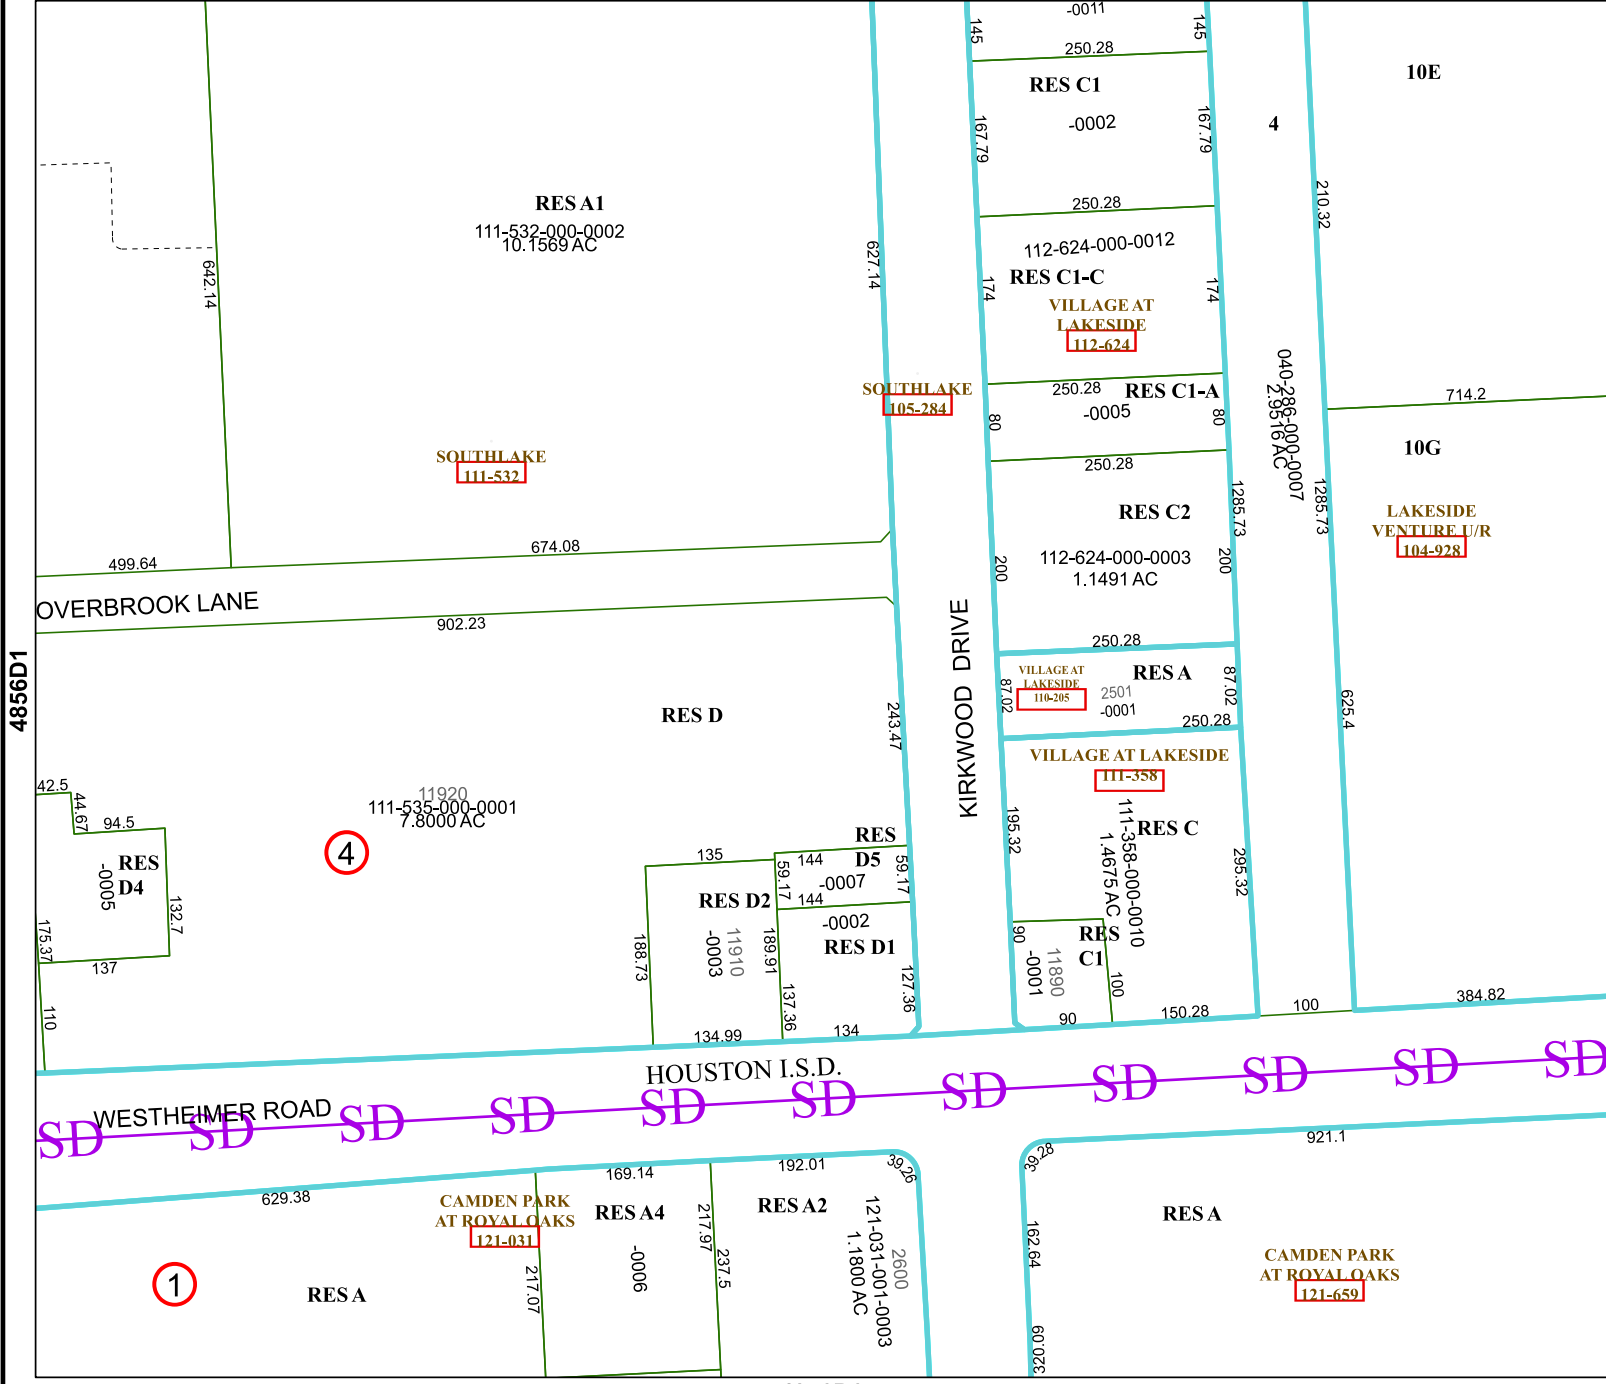 -0011
145
145
250.28
RES C1
-0002
167.79
167.79
4
10E
210.32
250.28
RES A1
111-532-000-0002
10.1569 AC
642.14
627.14
112-624-000-0012
RES C1-C
174
174
VILLAGE AT
LAKESIDE
112-624
SOUTHLAKE
105-284
250.28
RES C1-A
-0005
80
80
040-286-000-0007
2.9516 AC
714.2
10G
SOUTHLAKE
111-532
250.28
RES C2
1285.73
1285.73
LAKESIDE
VENTURE U/R
104-928
112-624-000-0003
1.1491 AC
200
200
674.08
499.64
OVERBROOK LANE
902.23
KIRKWOOD DRIVE
250.28
VILLAGE AT
LAKESIDE
110-205
RES A
2501
-0001
87.02
87.02
250.28
4856D1
RES D
243.47
625.4
VILLAGE AT LAKESIDE
111-358
11920
111-535-000-0001
7.8000 AC
4
42.5
44.67
94.5
RES
D4
-0005
132.7
175.37
137
110
RES
D5
135
144
59.17
59.17
-0007
144
RES D2
-0002
RES D1
11910
-0003
188.73
189.91
137.36
127.36
134.99
134
195.32
RES C
111-358-000-0010
1.4675 AC
295.32
90
RES
C1
11890
-0001
100
90
150.28
100
384.82
HOUSTON I.S.D.
WESTHEIMER ROAD
SD SD SD SD SD SD SD SD SD SD SD
921.1
629.38
169.14
192.01
39.26
39.28
CAMDEN PARK
AT ROYAL OAKS
121-031
RES A4
-0006
RES A2
217.97
237.5
217.07
2600
121-031-001-0003
1.1800 AC
162.64
320.09
RES A
CAMDEN PARK
AT ROYAL OAKS
121-659
1
RES A